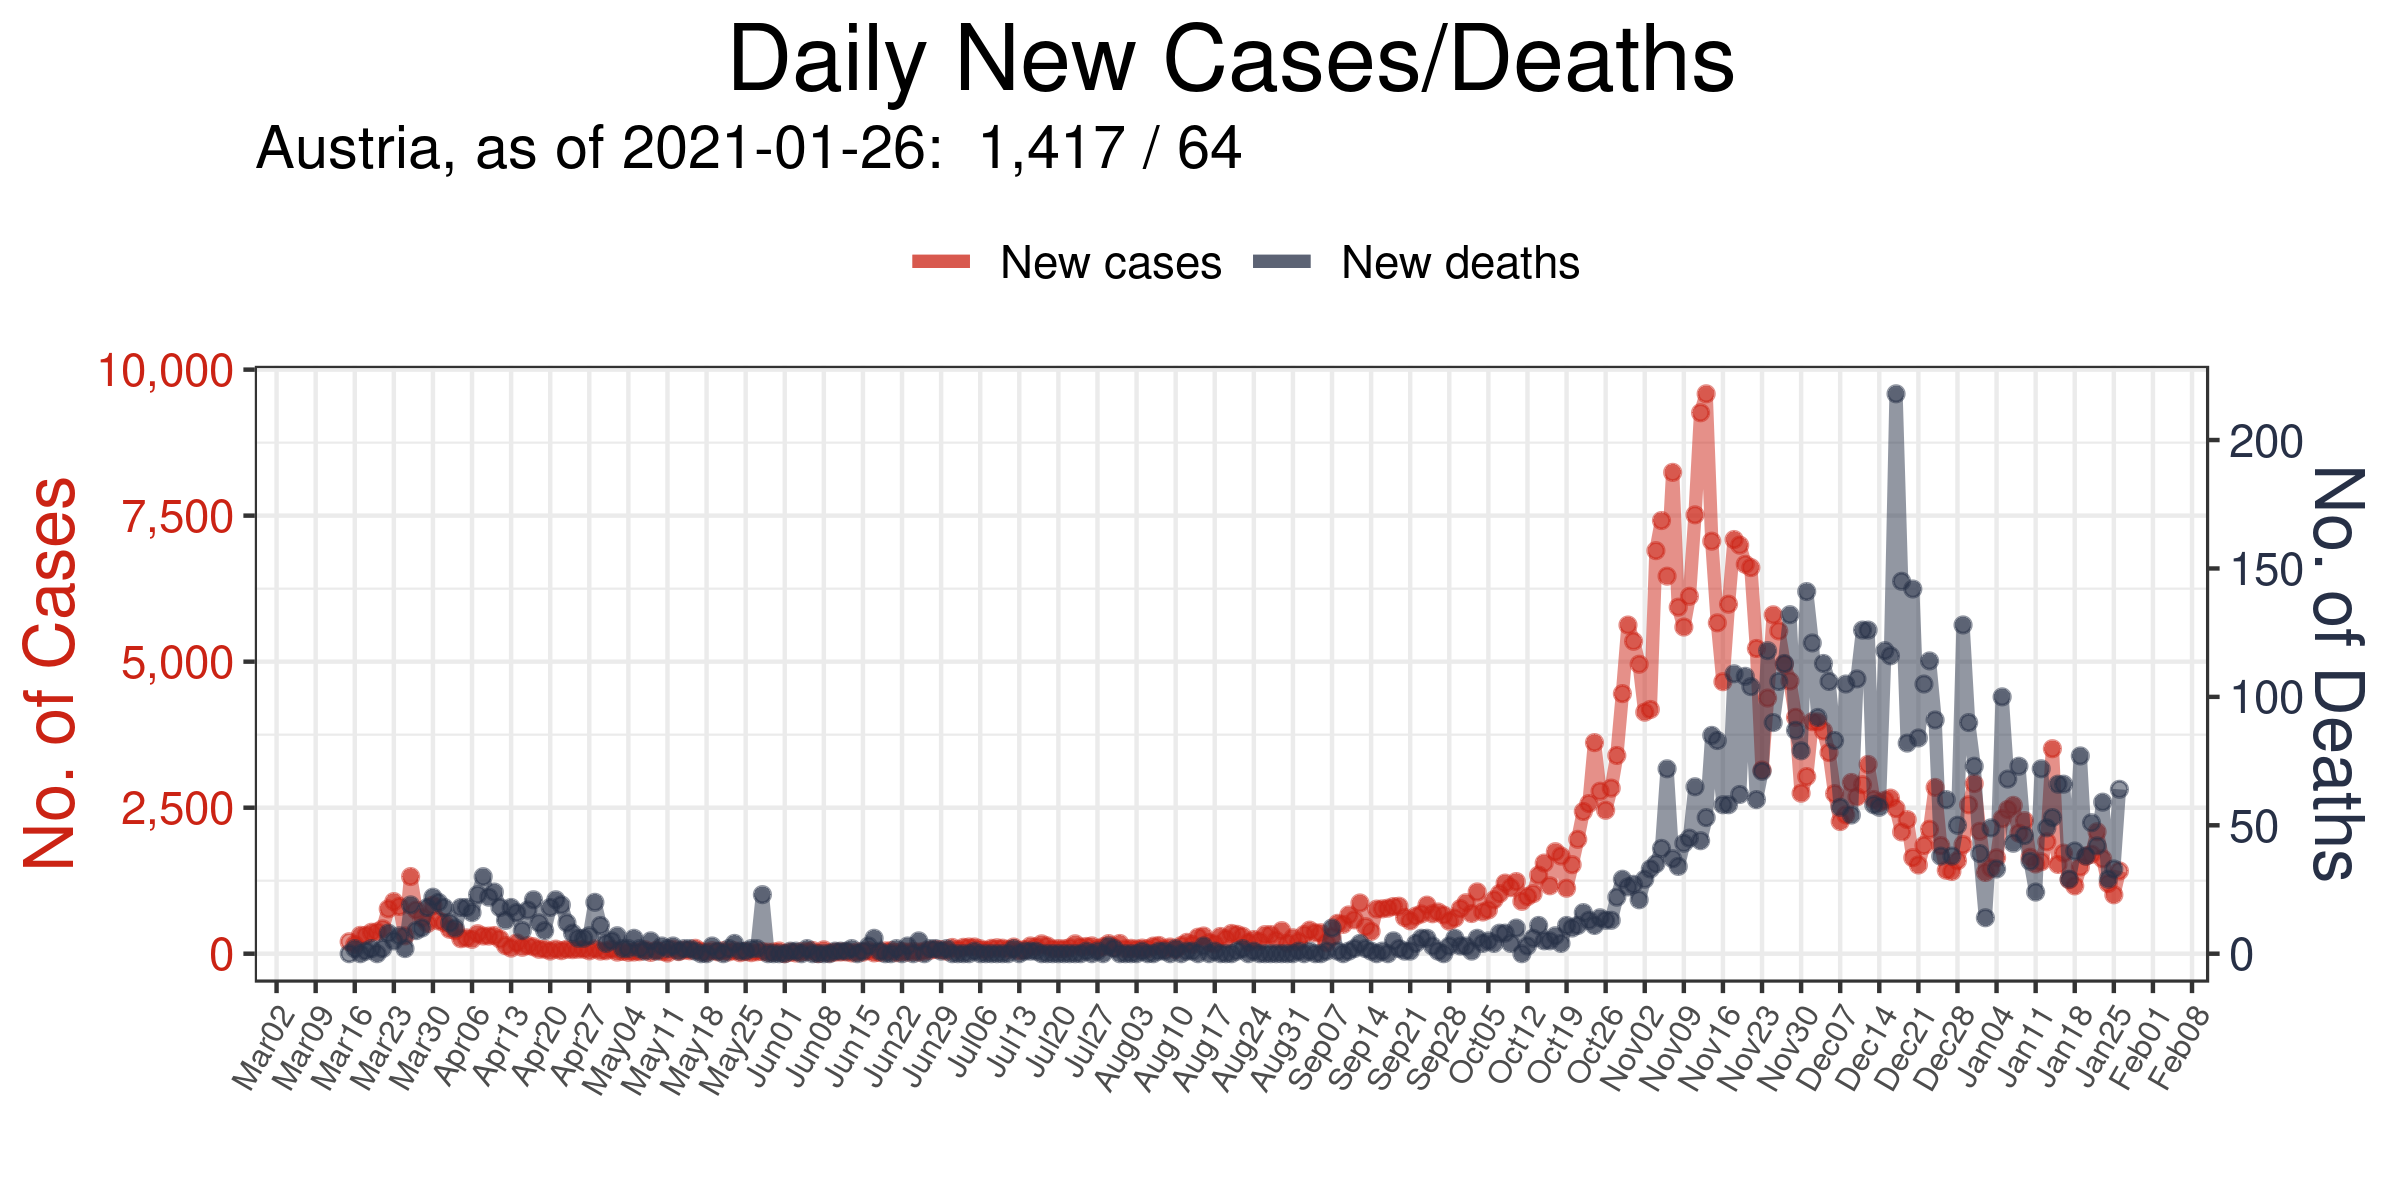 Daily New Cases/Deaths
Austria, as of 2021-01-26:  1,417 / 64
New cases
New deaths
No. of Cases
10,000
7,500
5,000
2,500
0
200
150
100
50
0
No. of Deaths
Mar02
Mar09
Mar16
Mar23
Mar30
Apr06
Apr13
Apr20
Apr27
May04
May11
May18
May25
Jun01
Jun08
Jun15
Jun22
Jun29
Jul06
Jul13
Jul20
Jul27
Aug03
Aug10
Aug17
Aug24
Aug31
Sep07
Sep14
Sep21
Sep28
Oct05
Oct12
Oct19
Oct26
Nov02
Nov09
Nov16
Nov23
Nov30
Dec07
Dec14
Dec21
Dec28
Jan04
Jan11
Jan18
Jan25
Feb01
Feb08